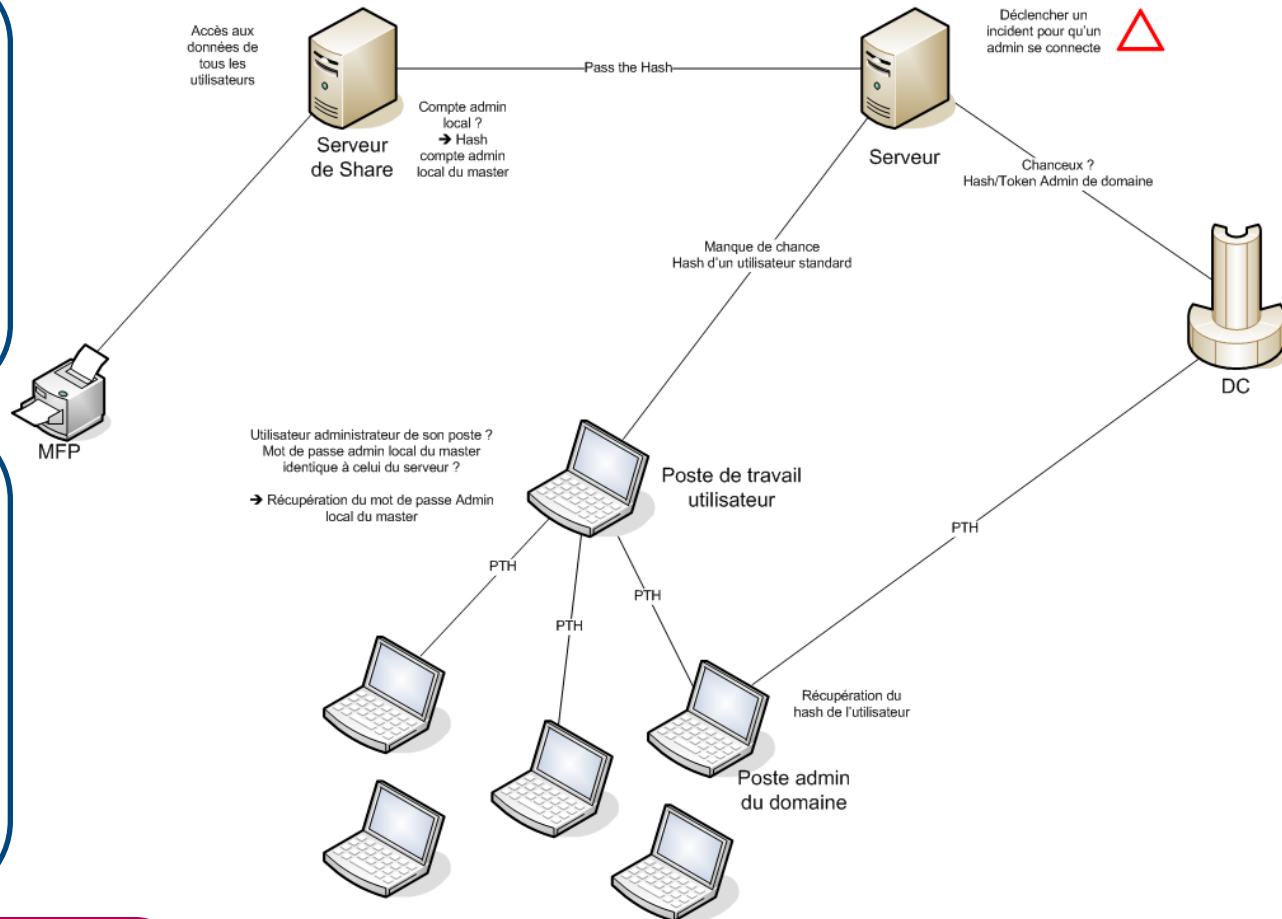 Accès aux
données de
tous les
utilisateurs
Serveur
de Share
Compte admin
local ?
➔ Hash
compte admin
local du master
Pass the Hash
Déclencher un
incident pour qu'un
admin se connecte
Serveur
Chanceux ?
Hash/Token Admin de domaine
Manque de chance
Hash d'un utilisateur standard
DC
MFP
Utilisateur administrateur de son poste ?
Mot de passe admin local du master
identique à celui du serveur ?
➔ Récupération du mot de passe Admin
local du master
Poste de travail
utilisateur
PTH
PTH
PTH
PTH
Récupération du
hash de l'utilisateur
Poste admin
du domaine